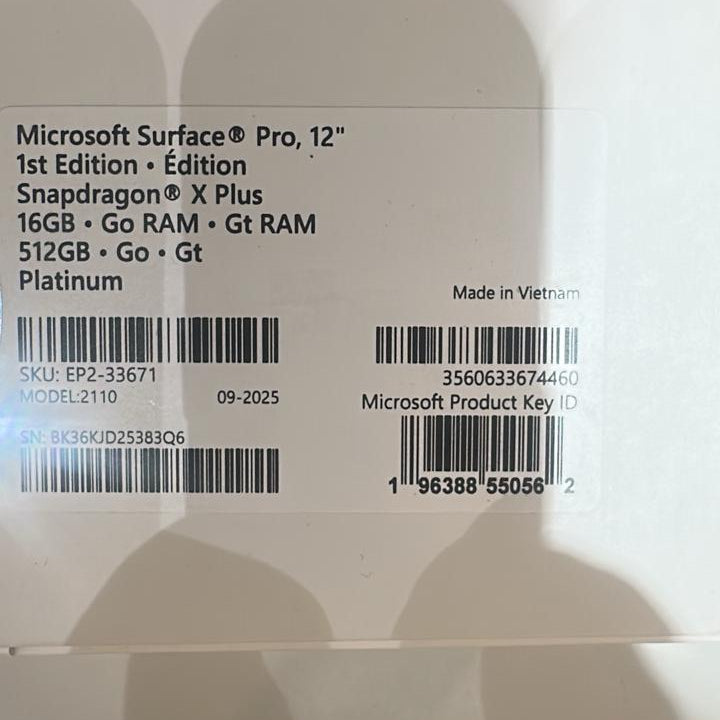 Microsoft Surface® Pro, 12"
1st Edition • Édition
Snapdragon® X Plus
16GB • Go RAM • Gt RAM
512GB • Go • Gt
Platinum
Made in Vietnam
SKU: EP2-33671
MODEL:2110 09-2025
SN: BK36KJD25383Q6
3560633674460
Microsoft Product Key ID
1 96388 55056 2